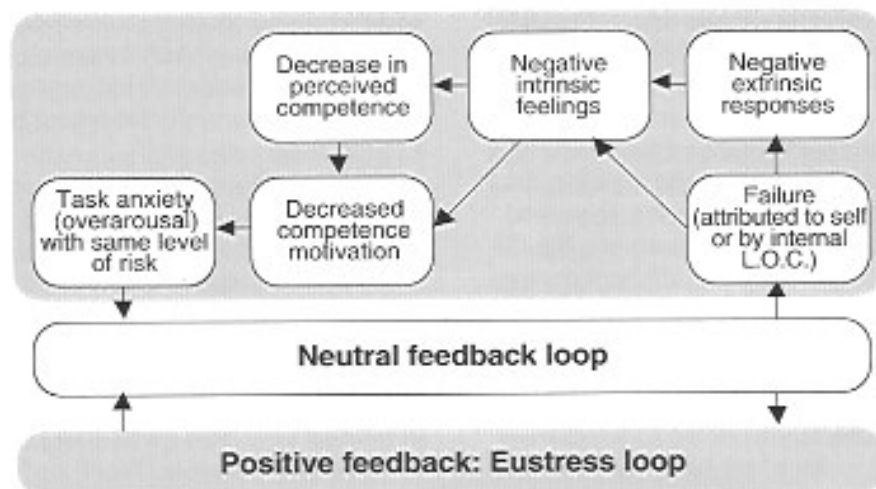 Decrease in
perceived
competence
Negative
intrinsic
feelings
Negative
extrinsic
responses
Task anxiety
(overarousal)
with same level
of risk
Decreased
competence
motivation
Failure
(attributed to self
or by internal
L.O.C.)
Neutral feedback loop
Positive feedback: Eustress loop